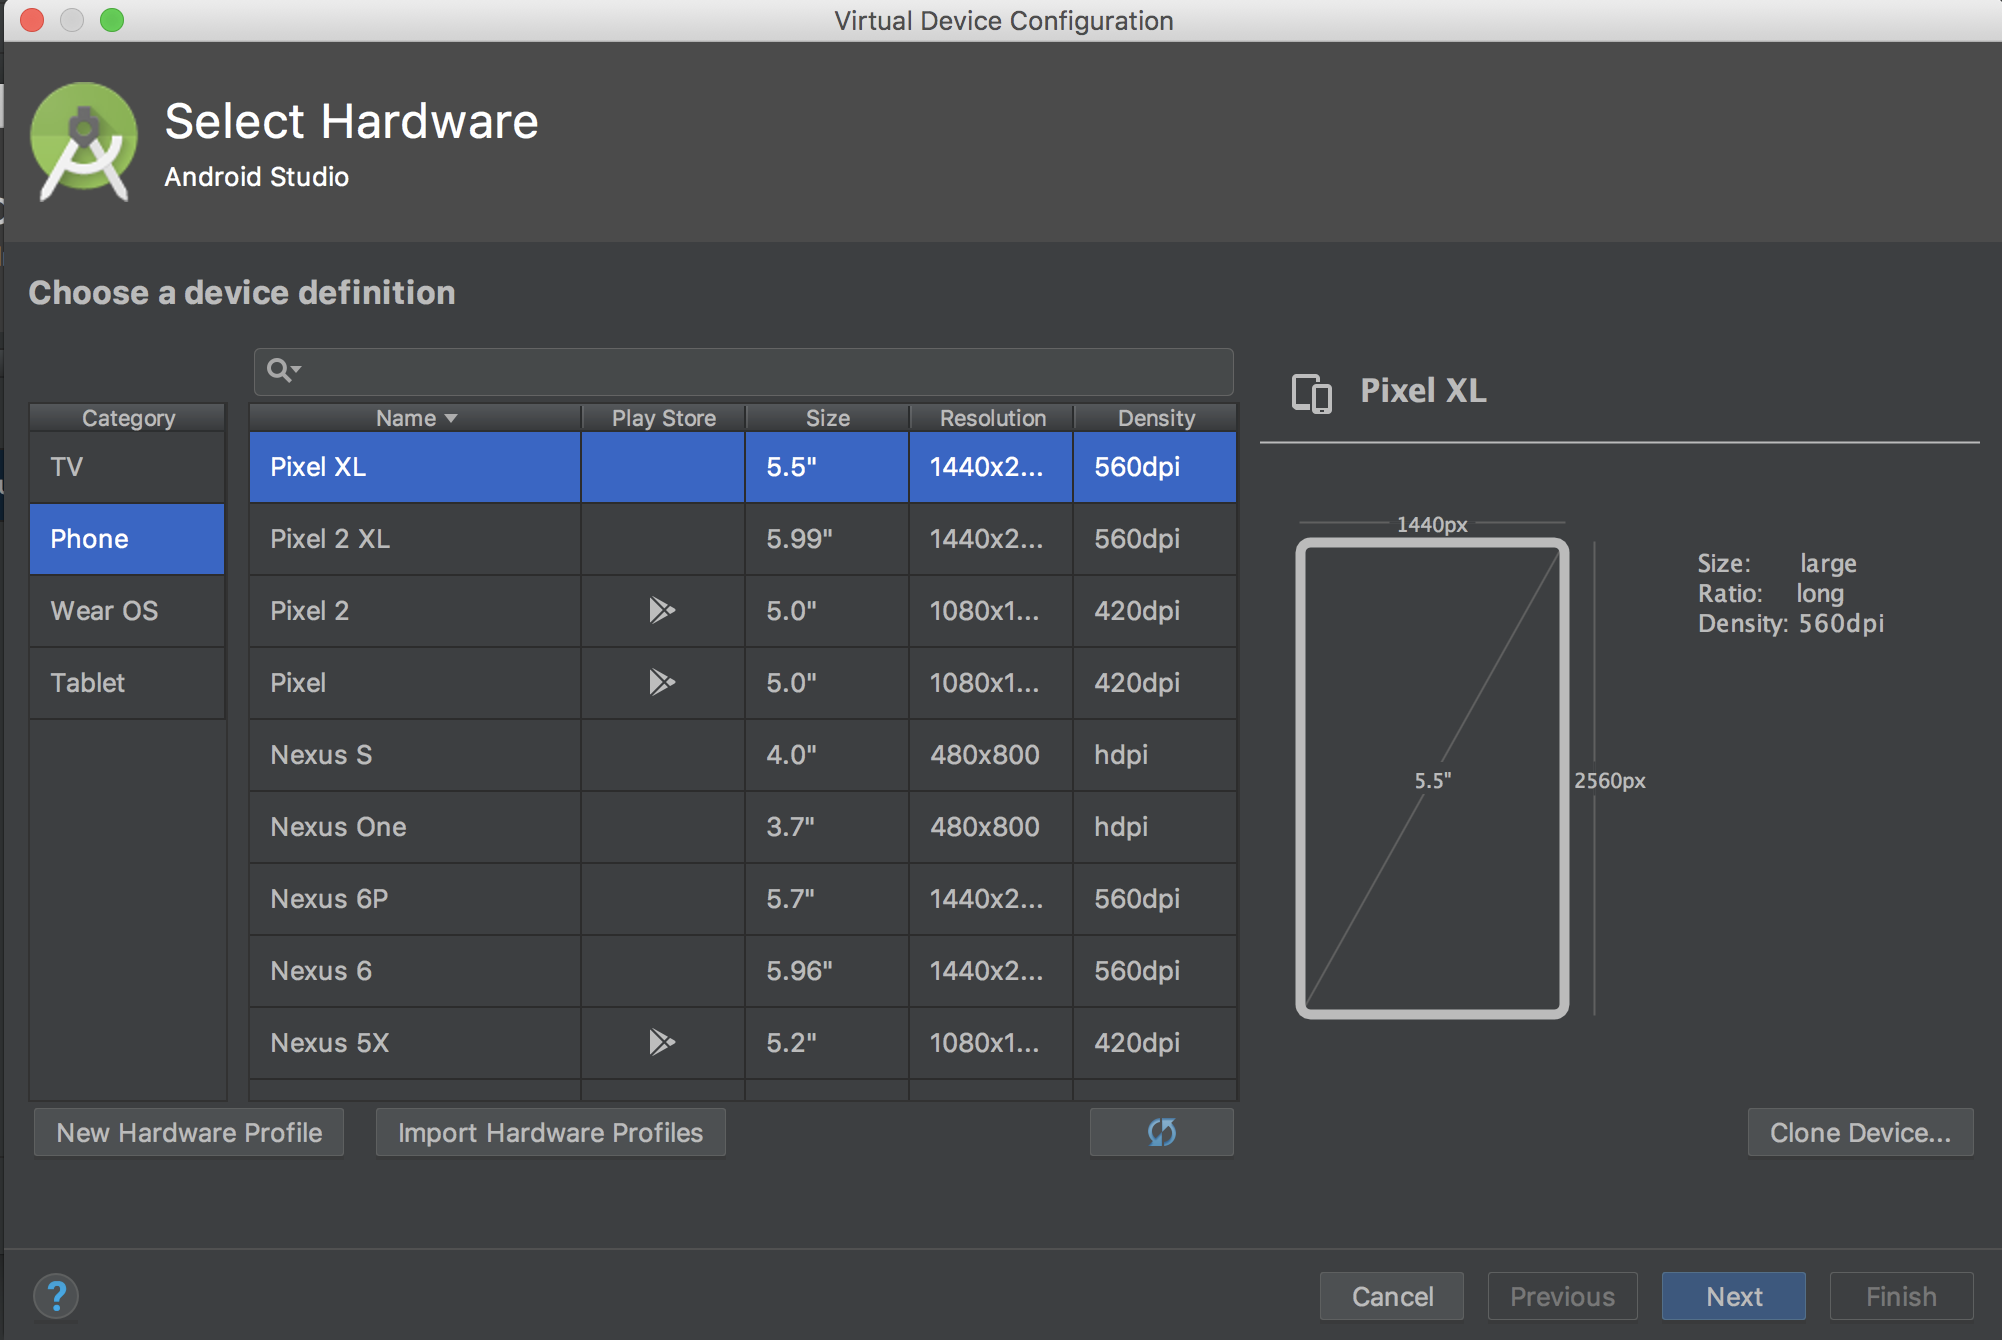 Virtual Device Configuration
Select Hardware
Android Studio
Choose a device definition
Category
TV
Phone
Wear OS
Tablet
Name Play Store Size Resolution Density
Pixel XL 5.5" 1440x2... 560dpi
Pixel 2 XL 5.99" 1440x2... 560dpi
Pixel 2 5.0" 1080x1... 420dpi
Pixel 5.0" 1080x1... 420dpi
Nexus S 4.0" 480x800 hdpi
Nexus One 3.7" 480x800 hdpi
Nexus 6P 5.7" 1440x2... 560dpi
Nexus 6 5.96" 1440x2... 560dpi
Nexus 5X 5.2" 1080x1... 420dpi
Pixel XL
1440px
5.5"
2560px
Size: large
Ratio: long
Density: 560dpi
New Hardware Profile
Import Hardware Profiles
Clone Device...
?
Cancel
Previous
Next
Finish